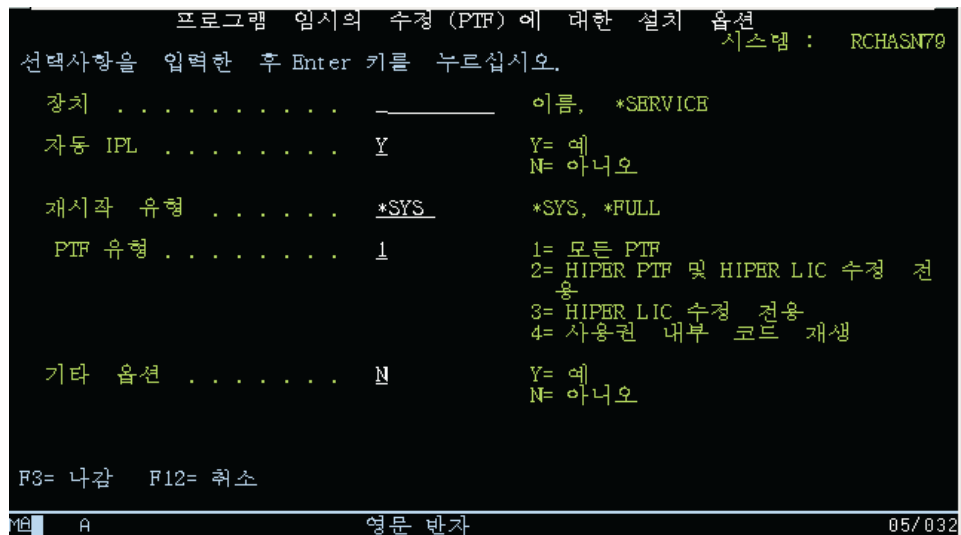 프로그램 임시의 수정(PTF)에 대한 설치 옵션
시스템 : RCHASN79
선택사항을 입력한 후 Enter 키를 누르십시오.
장치 . . . . . . . . . . . _ 이름, *SERVICE
자동 IPL . . . . . . . . Y Y= 예
N= 아니오
재시작 유형 . . . . . . *SYS *SYS, *FULL
PTF 유형 . . . . . . . . 1 1= 모든 PTF
2= HIPER PTF 및 HIPER LIC 수정 전
용
3= HIPER LIC 수정 전용
4= 사용권 내부 코드 재생
기타 옵션 . . . . . . . N Y= 예
N= 아니오
F3= 나감 F12= 취소
MA A 영문 반자 05/032